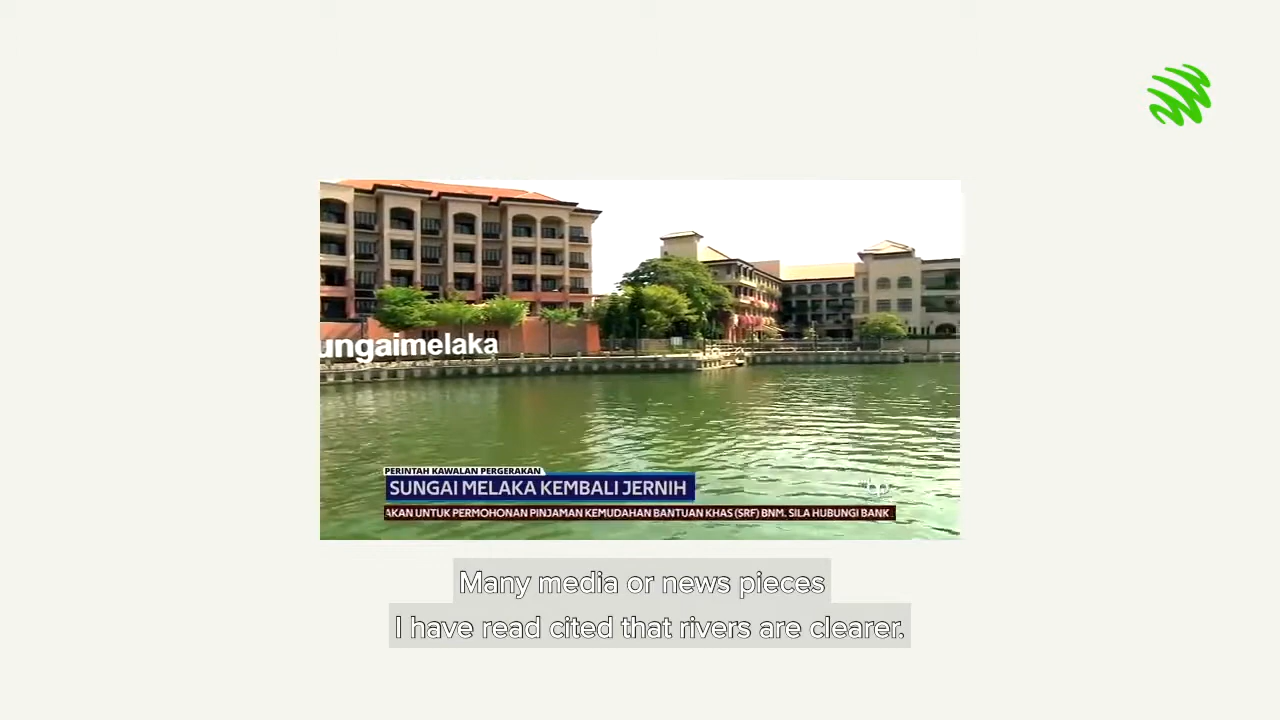 ungaimelaka
PERINTAH KAWALAN PERGERAKAN
SUNGAI MELAKA KEMBALI JERNIH
AKAN UNTUK PERMOHONAN PINJAMAN KEMUDAHAN BANTUAN KHAS (SRF) BNM. SILA HUBUNGI BANK
Many media or news pieces
I have read cited that rivers are clearer.